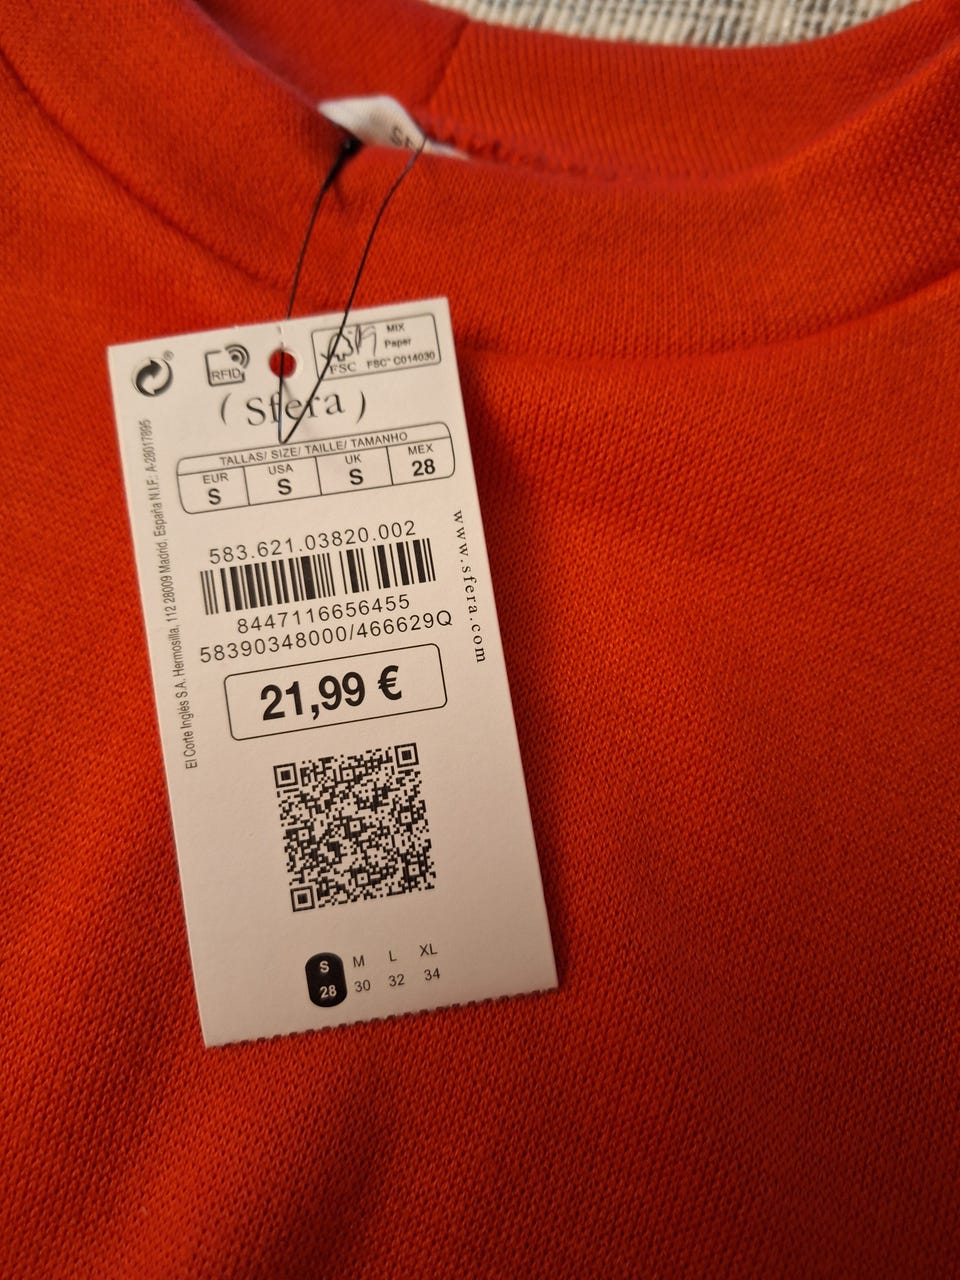 RFID
MIX
Paper
FSC
FSC™ C014030
( Sfera )
TALLAS/ SIZE/ TAILLE/ TAMANHO
EUR USA UK MEX
S S S 28
583.621.03820.002
8447116656455
58390348000/466629Q
21,99 €
www.sfera.com
El Corte Inglés S.A. Hermosilla, 112 28009 Madrid. España N.I.F.: A-28017895
S M L XL
28 30 32 34